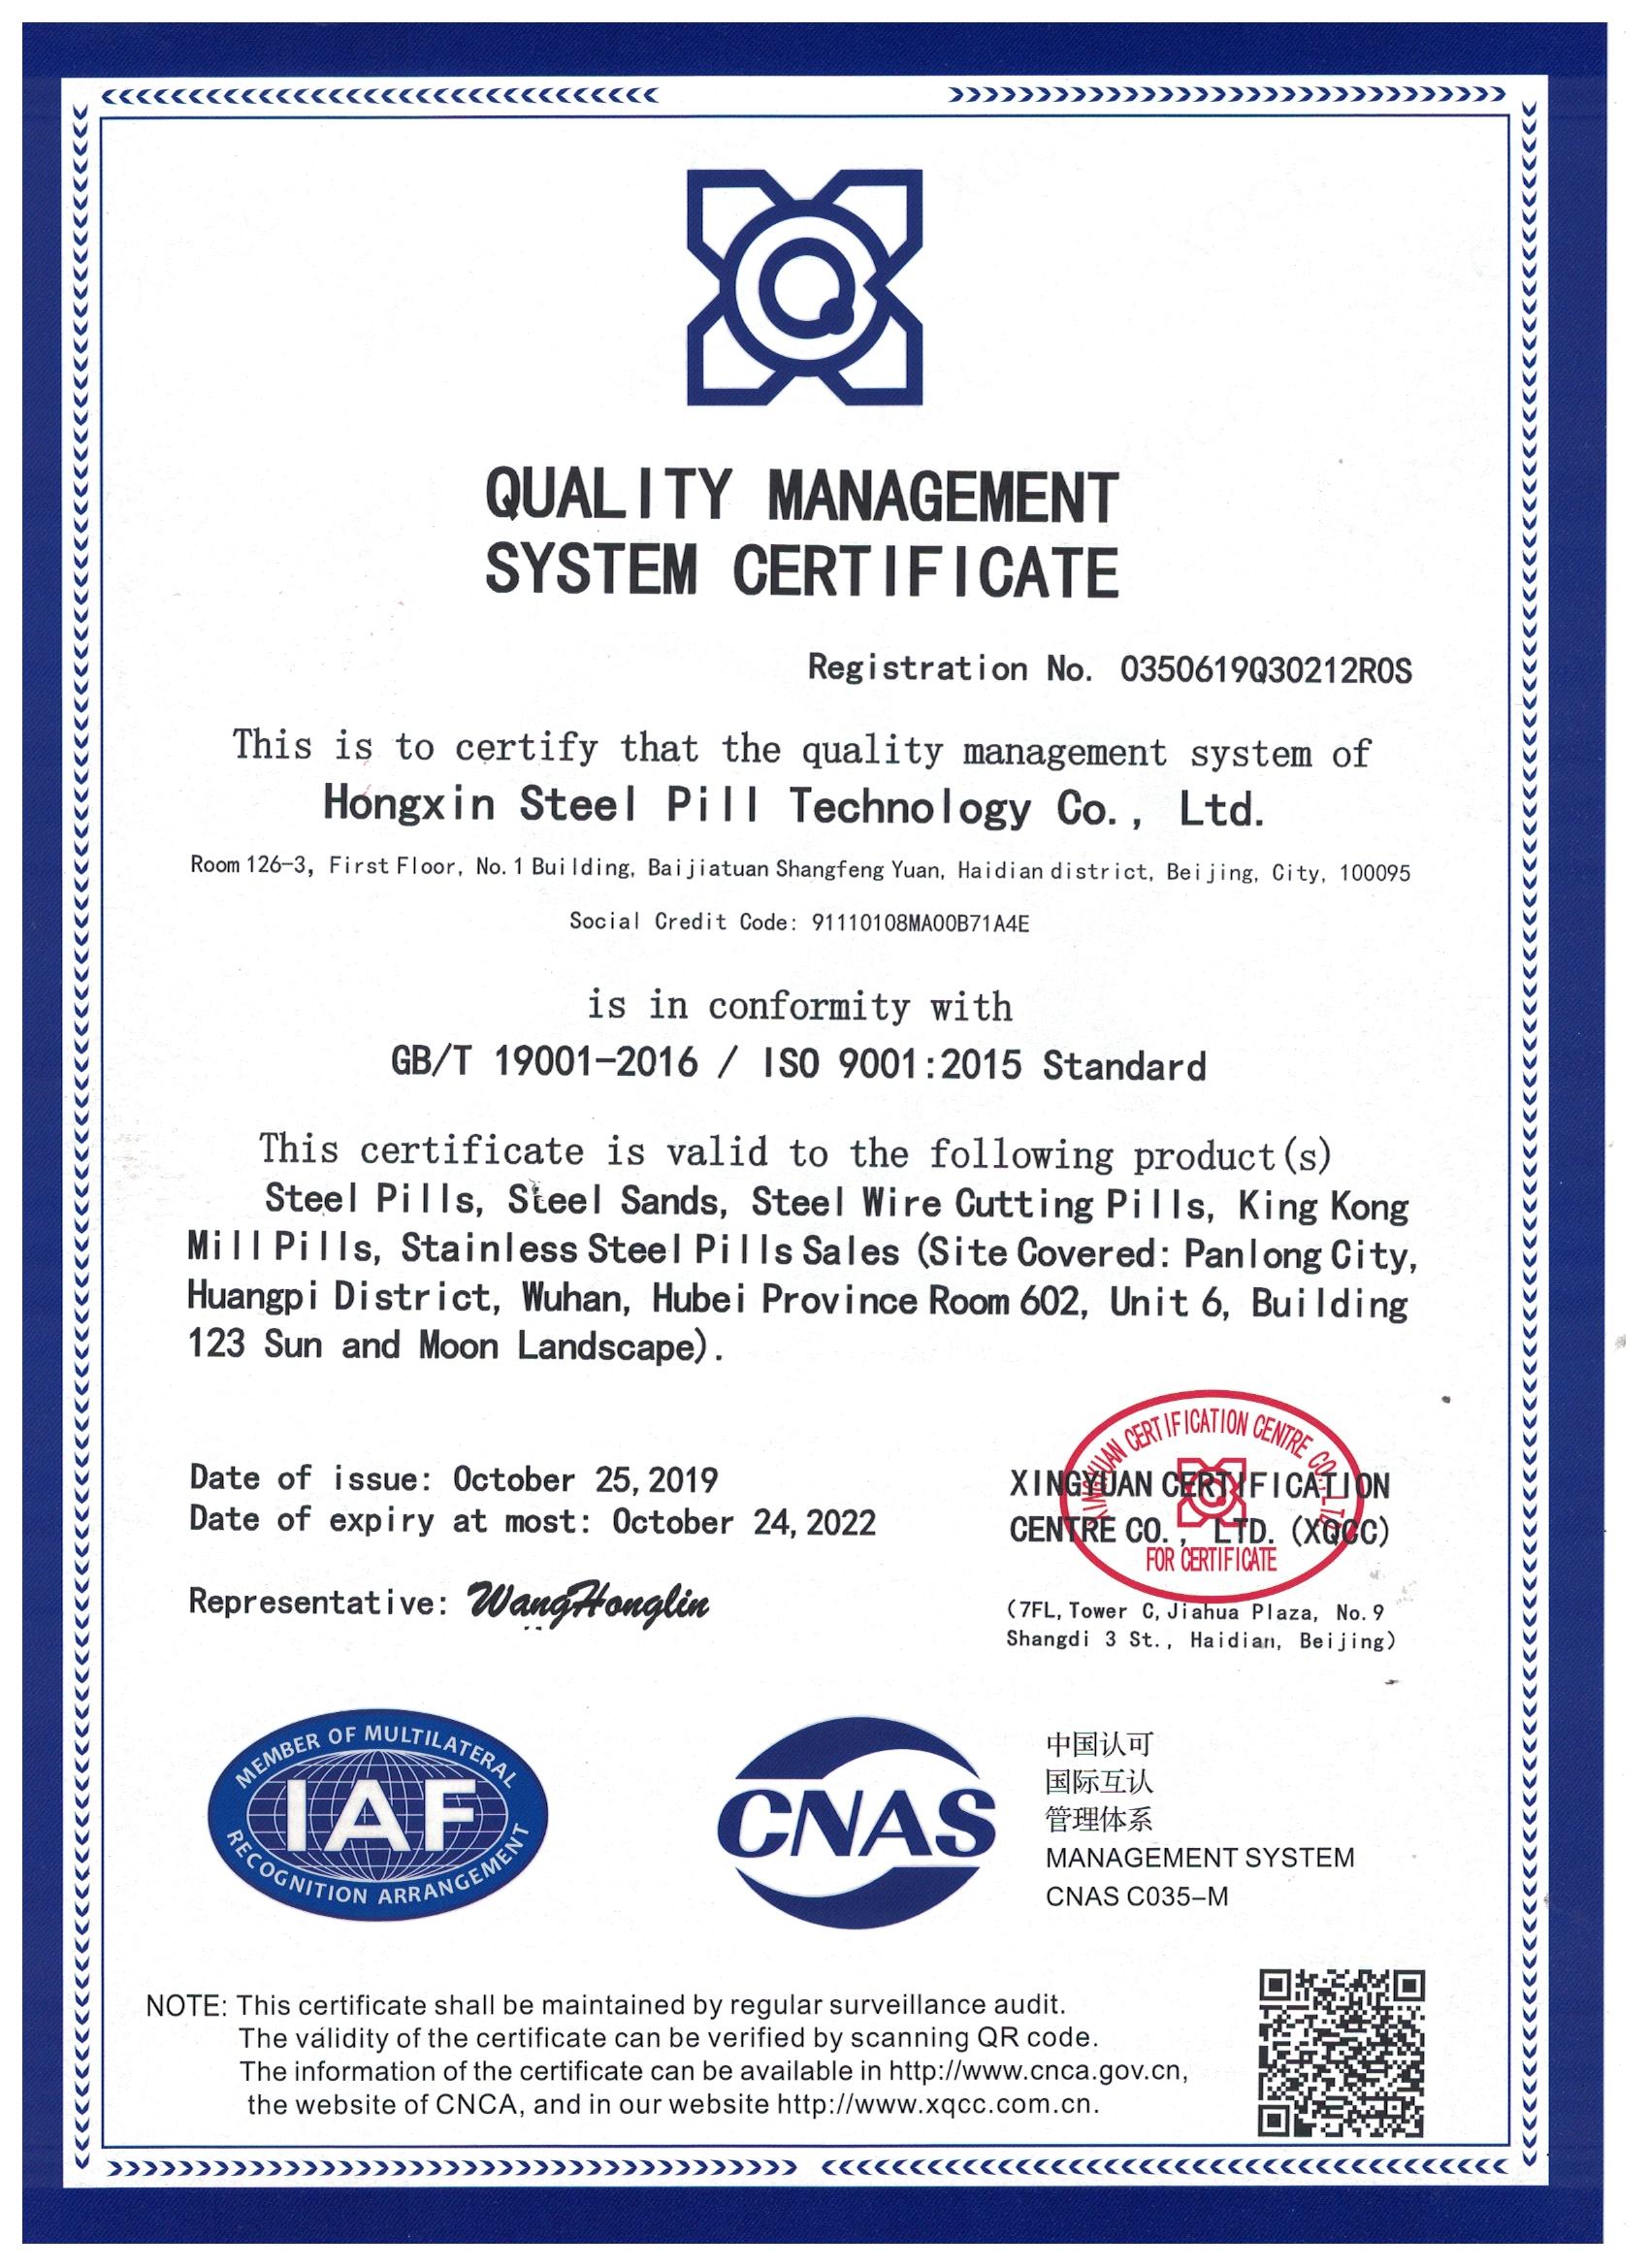 QUALITY MANAGEMENT
SYSTEM CERTIFICATE
Registration No. 0350619Q30212R0S
This is to certify that the quality management system of
Hongxin Steel Pill Technology Co., Ltd.
Room 126-3, First Floor, No. 1 Building, Baijiatuan Shangfeng Yuan, Haidian district, Beijing, City, 100095
Social Credit Code: 91110108MA00B71A4E
is in conformity with
GB/T 19001-2016 / ISO 9001:2015 Standard
This certificate is valid to the following product(s)
Steel Pills, Steel Sands, Steel Wire Cutting Pills, King Kong
Mill Pills, Stainless Steel Pills Sales (Site Covered: Panlong City,
Huangpi District, Wuhan, Hubei Province Room 602, Unit 6, Building
123 Sun and Moon Landscape).
Date of issue: October 25, 2019
Date of expiry at most: October 24, 2022
Representative: WangHonglin
XINGYUAN CERTIFICATION CENTRE CO., LTD.
FOR CERTIFICATE
XINGYUAN CERTIFICATION
CENTRE CO., LTD. (XQCC)
(7FL, Tower C, Jiahua Plaza, No. 9
Shangdi 3 St., Haidian, Beijing)
MEMBER OF MULTILATERAL
IAF
RECOGNITION ARRANGEMENT
CNAS
中国认可
国际互认
管理体系
MANAGEMENT SYSTEM
CNAS C035-M
NOTE: This certificate shall be maintained by regular surveillance audit.
The validity of the certificate can be verified by scanning QR code.
The information of the certificate can be available in http://www.cnca.gov.cn,
the website of CNCA, and in our website http://www.xqcc.com.cn.